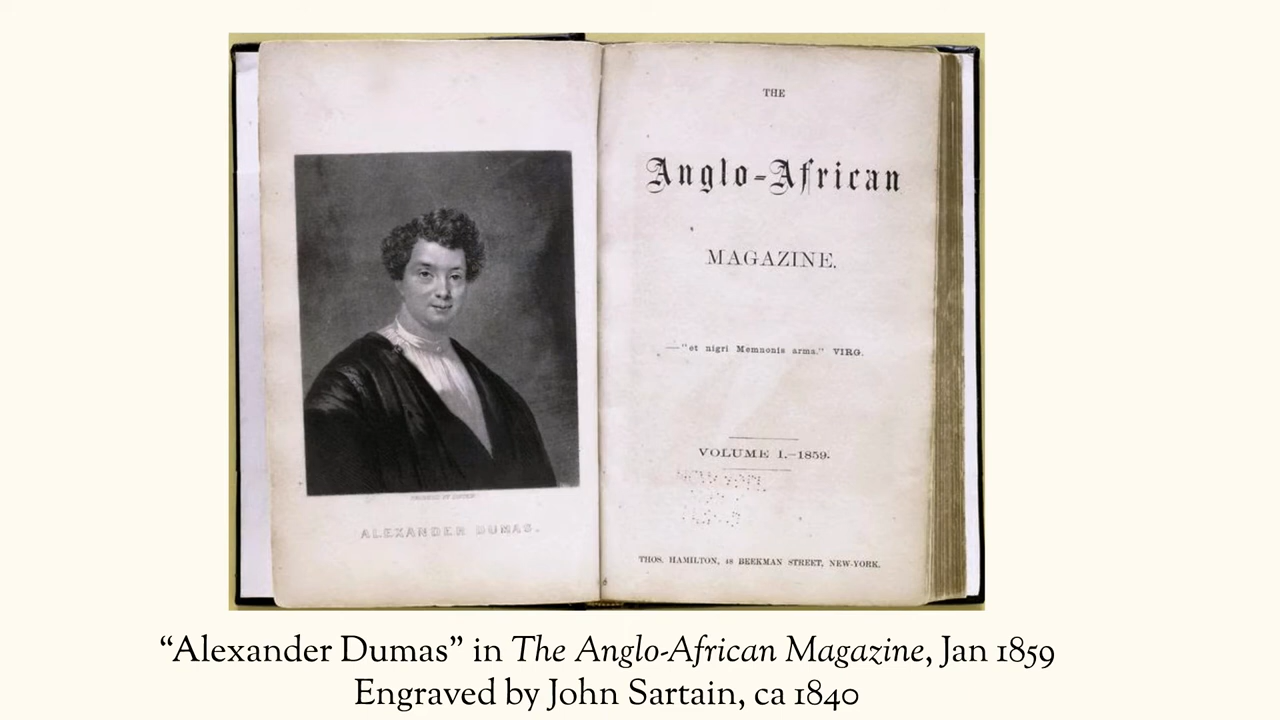 THE
Anglo-African
MAGAZINE.
—"et nigri Memnonis arma." VIRG.
VOLUME I.—1859.
THOS. HAMILTON, 48 BEEKMAN STREET, NEW-YORK.
ALEXANDER DUMAS.
“Alexander Dumas” in The Anglo-African Magazine, Jan 1859
Engraved by John Sartain, ca 1840